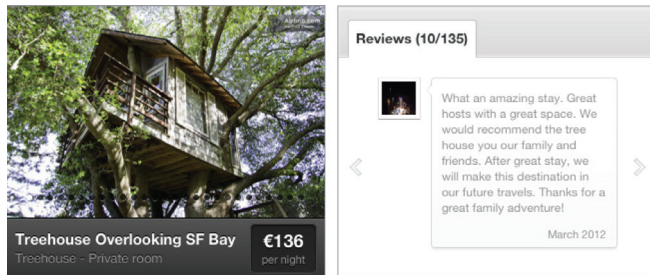 Airbnb.com
Treehouse Overlooking SF Bay
Treehouse - Private room
€136
per night
Reviews (10/135)
What an amazing stay. Great
hosts with a great space. We
would recommend the tree
house you our family and
friends. After great stay, we
will make this destination in
our future travels. Thanks for a
great family adventure!
March 2012